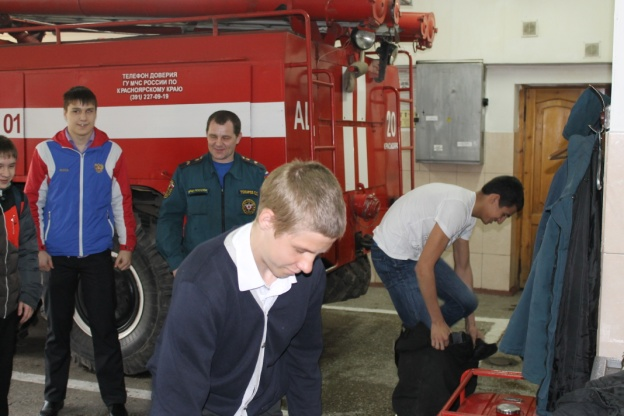 ТЕЛЕФОН ДОВЕРИЯ
ГУ МЧС РОССИИ ПО
КРАСНОЯРСКОМУ КРАЮ
(391) 227-09-19
01
АЦ
20